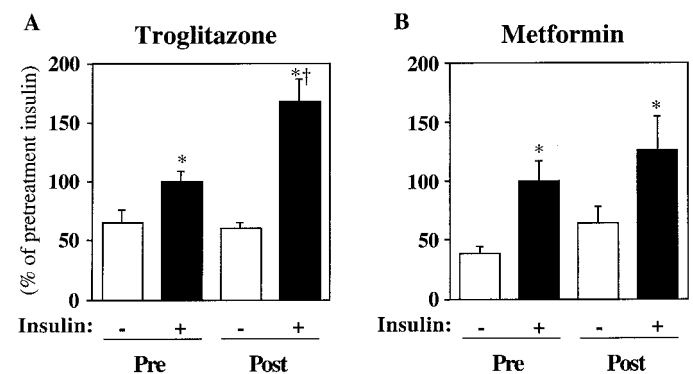 A
Troglitazone
(% of pretreatment insulin)
200
150
100
50
0
*
*†
Insulin: - + - +
Pre Post
B
Metformin
200
150
100
50
0
*
*
Insulin: - + - +
Pre Post